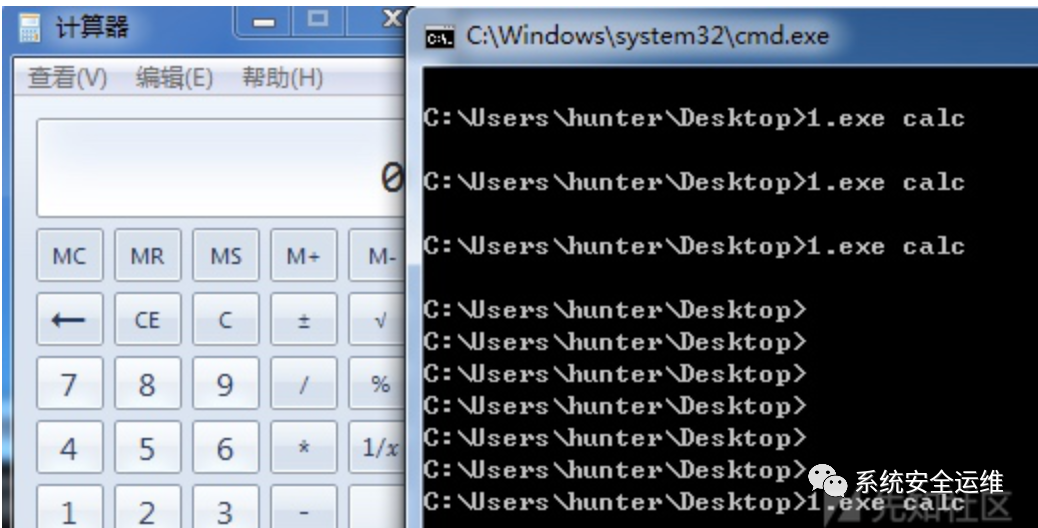 计算器
查看(V) 编辑(E) 帮助(H)
0
MC MR MS M+ M-
← CE C ± √
7 8 9 / %
4 5 6 * 1/x
1 2 3 -
C:\Windows\system32\cmd.exe
C:\Users\hunter\Desktop>1.exe calc
C:\Users\hunter\Desktop>1.exe calc
C:\Users\hunter\Desktop>1.exe calc
C:\Users\hunter\Desktop>
C:\Users\hunter\Desktop>
C:\Users\hunter\Desktop>
C:\Users\hunter\Desktop>
C:\Users\hunter\Desktop>
C:\Users\hunter\Desktop>
C:\Users\hunter\Desktop>1.exe calc
系统安全运维
先知社区